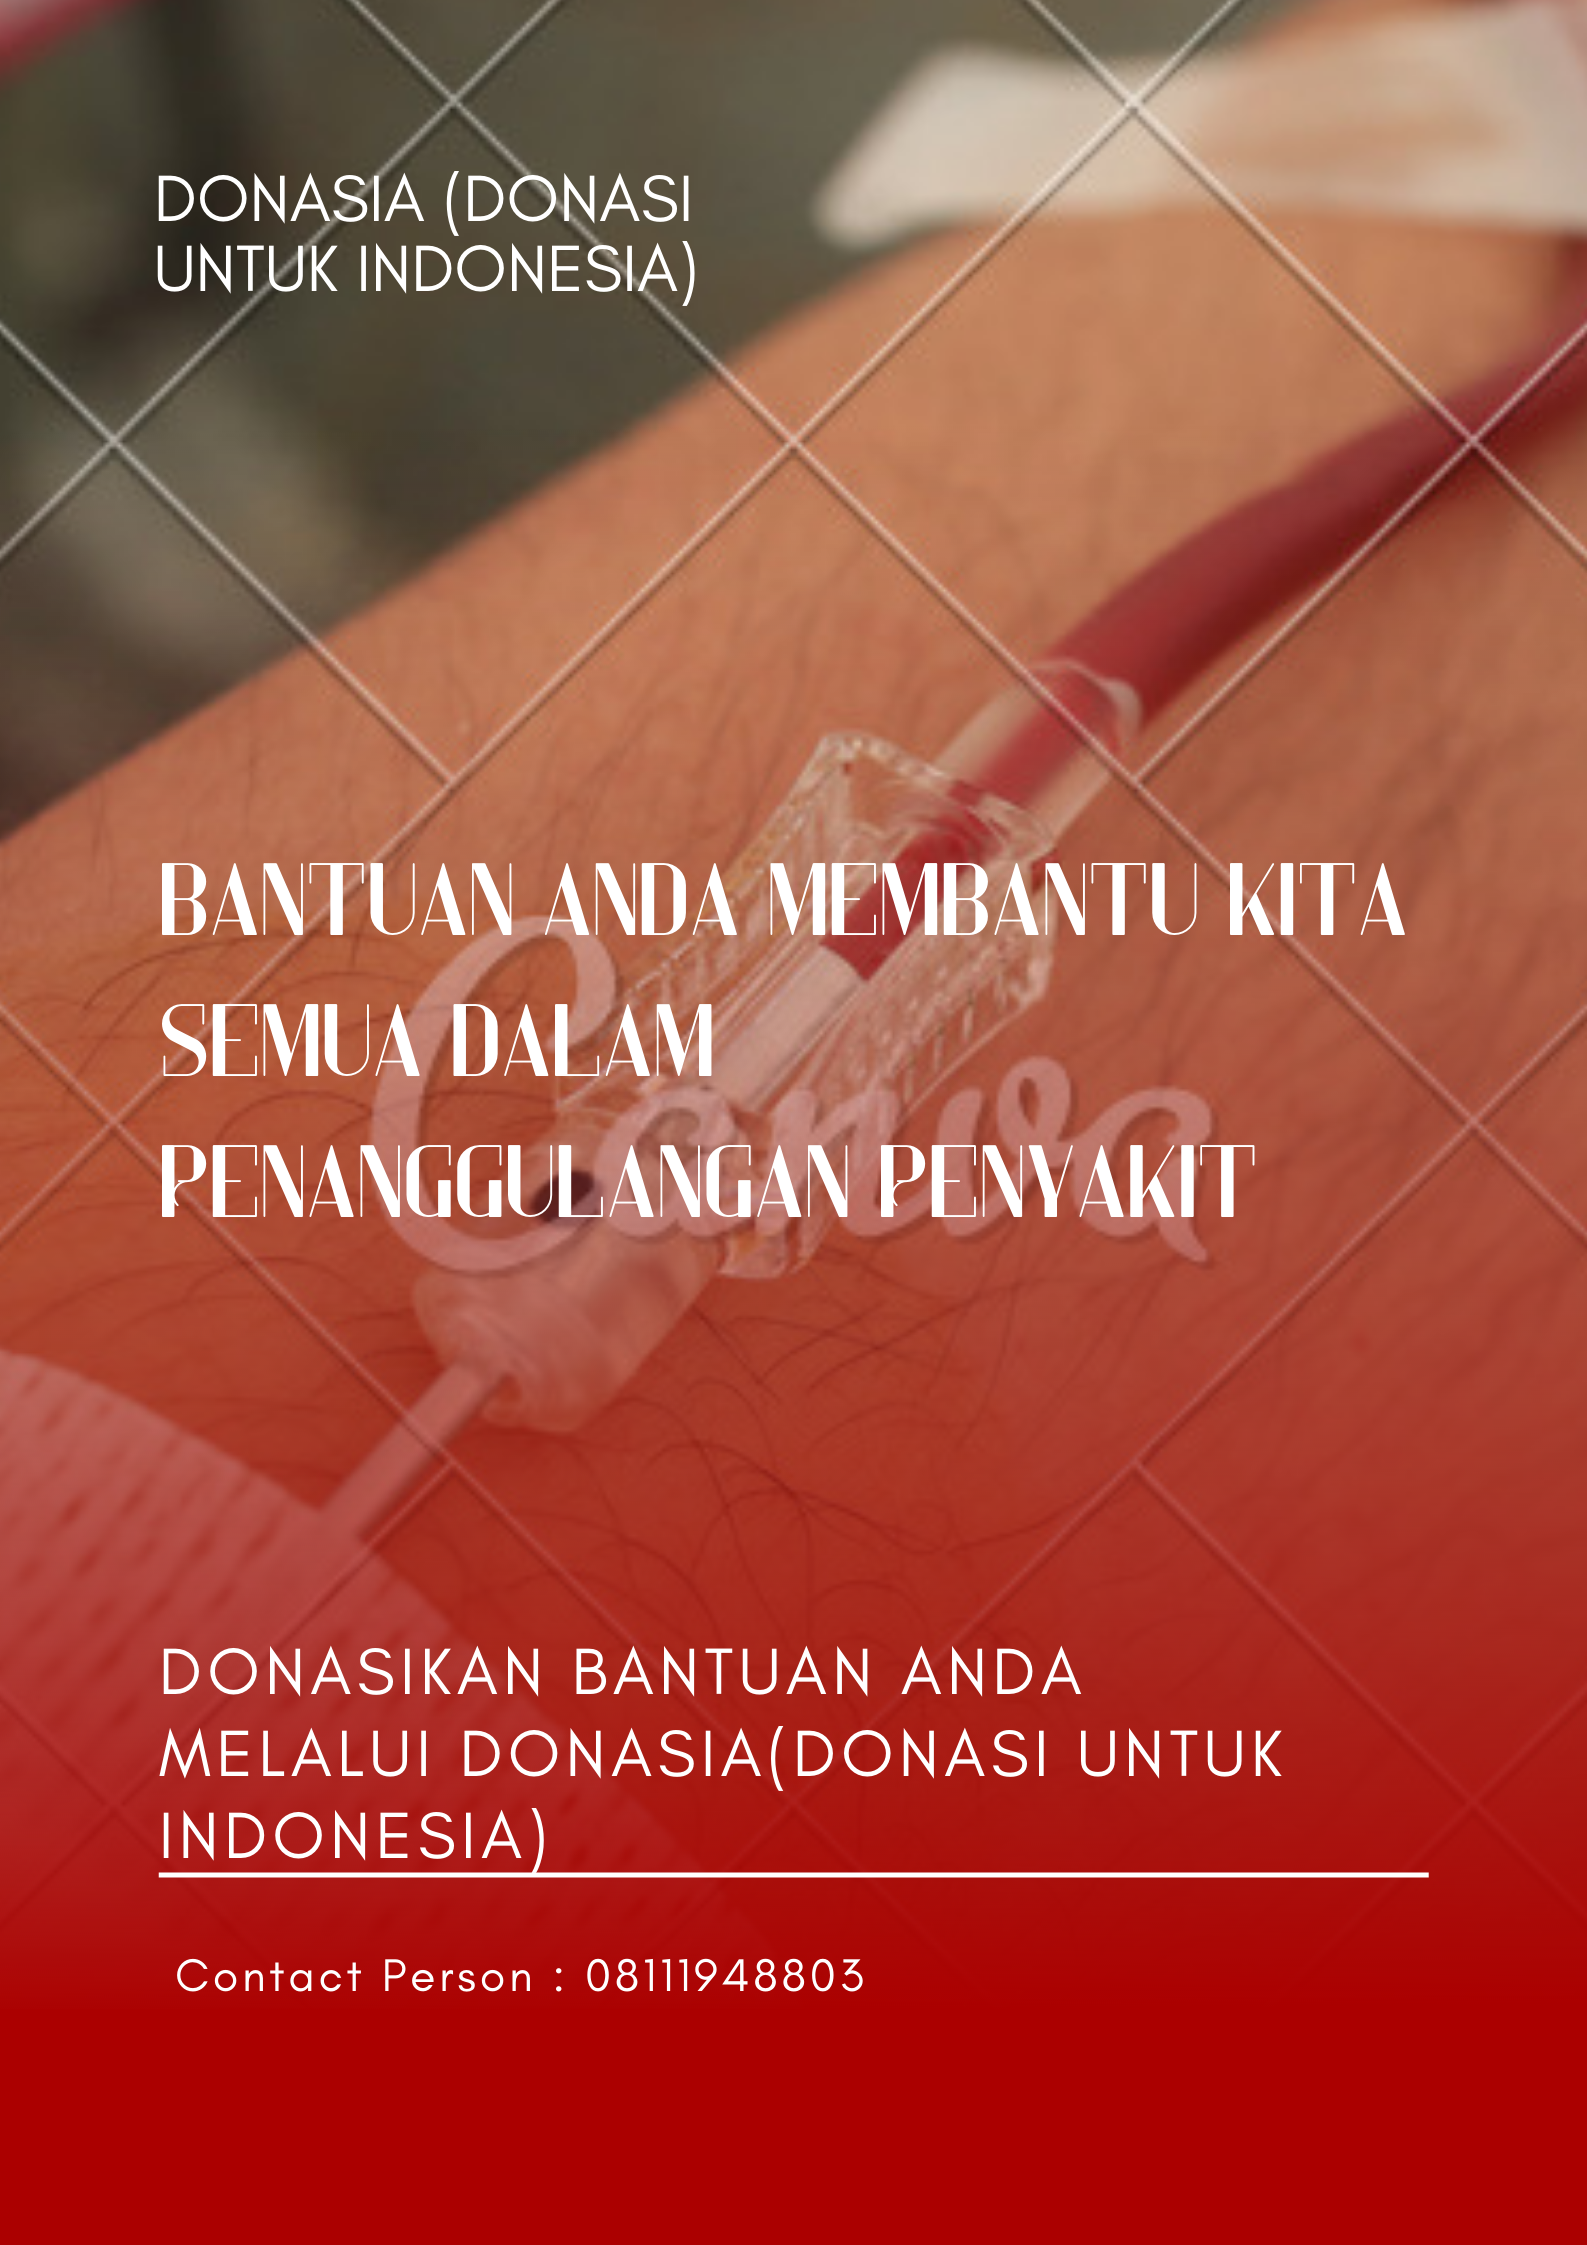 DONASIA (DONASI
UNTUK INDONESIA)
BANTUAN ANDA MEMBANTU KITA
SEMUA DALAM
PENANGGULANGAN PENYAKIT
Canva
DONASIKAN BANTUAN ANDA
MELALUI DONASIA(DONASI UNTUK
INDONESIA)
Contact Person : 08111948803